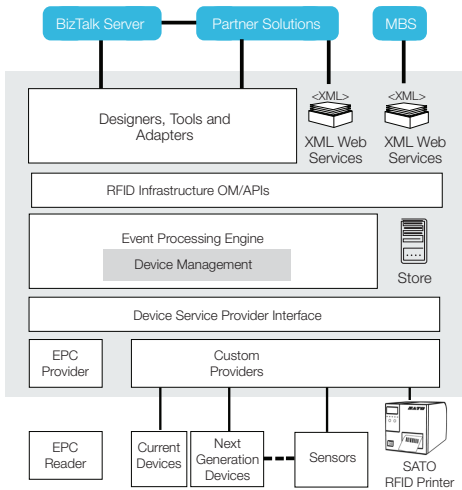 BizTalk Server
Partner Solutions
MBS
<XML>
<XML>
Designers, Tools and
Adapters
XML Web
Services
XML Web
Services
RFID Infrastructure OM/APIs
Event Processing Engine
Device Management
Store
Device Service Provider Interface
EPC
Provider
Custom
Providers
SATO
EPC
Reader
Current
Devices
Next
Generation
Devices
Sensors
SATO
RFID Printer